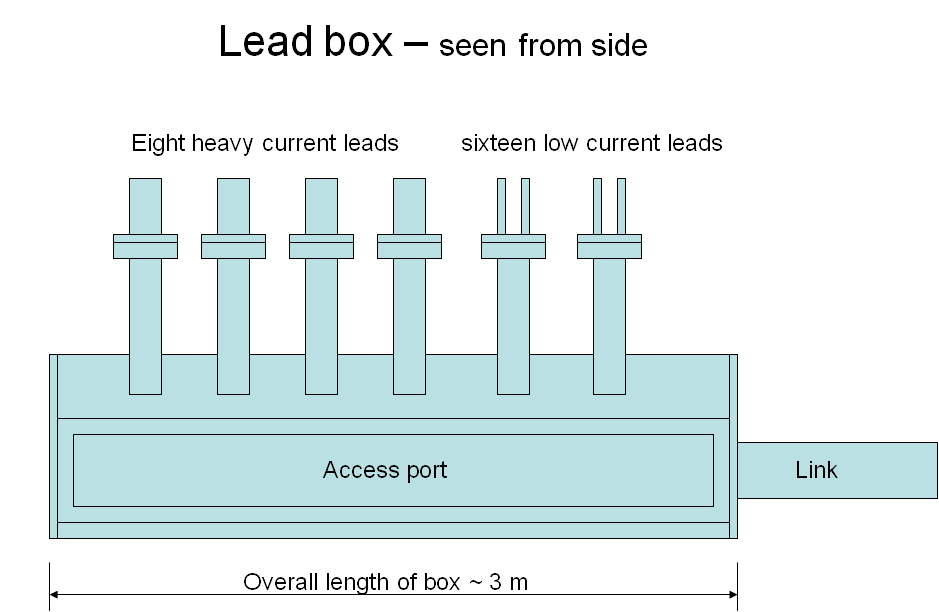 Lead box – seen from side
Eight heavy current leads
sixteen low current leads
Access port
Link
Overall length of box ~ 3 m